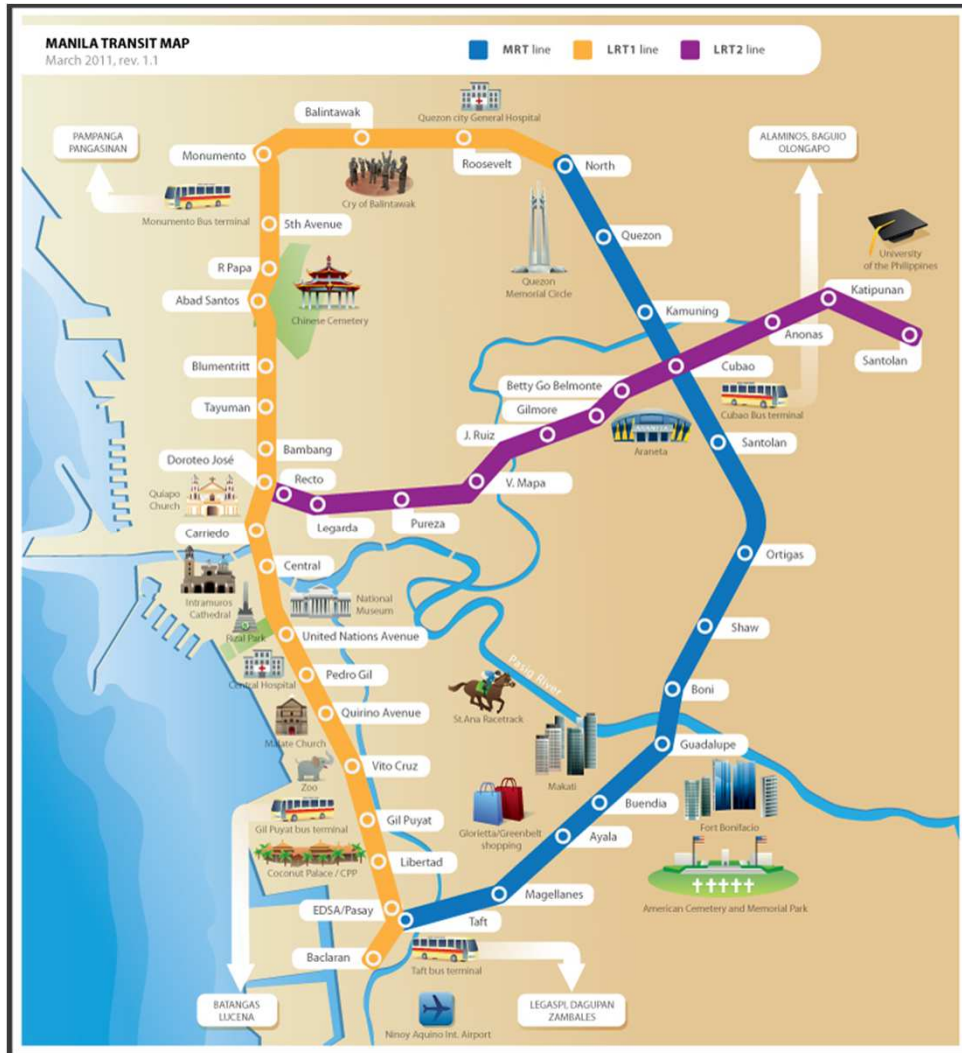 MANILA TRANSIT MAP
March 2011, rev. 1.1
MRT line
LRT1 line
LRT2 line
Balintawak
Quezon city General Hospital
PAMPANGA
PANGASINAN
ALAMINOS, BAGUIO
OLONGAPO
Monumento
Roosevelt
North
Cry of Balintawak
Monumento Bus terminal
5th Avenue
Quezon
University
of the Philippines
R Papa
Quezon
Memorial Circle
Katipunan
Abad Santos
Chinese Cemetery
Kamuning
Anonas
Santolan
Blumentritt
Cubao
Betty Go Belmonte
Tayuman
Gilmore
Cubao Bus terminal
ARANETA
J. Ruiz
Araneta
Santolan
Bambang
Doroteo José
Recto
V. Mapa
Quiapo
Church
Legarda
Pureza
Carriedo
Ortigas
Central
Intramuros
Cathedral
National
Museum
Rizal Park
United Nations Avenue
Shaw
Pedro Gil
Central Hospital
Pasig River
Boni
Quirino Avenue
St.Ana Racetrack
Malate Church
Guadalupe
Vito Cruz
Zoo
Makati
Buendia
Gil Puyat
Gil Puyat bus terminal
Glorietta/Greenbelt
shopping
Fort Bonifacio
Ayala
Libertad
Coconut Palace / CPP
Magellanes
American Cemetery and Memorial Park
EDSA/Pasay
Taft
Baclaran
Taft bus terminal
BATANGAS
LUCENA
LEGASPI, DAGUPAN
ZAMBALES
Ninoy Aquino Int. Airport